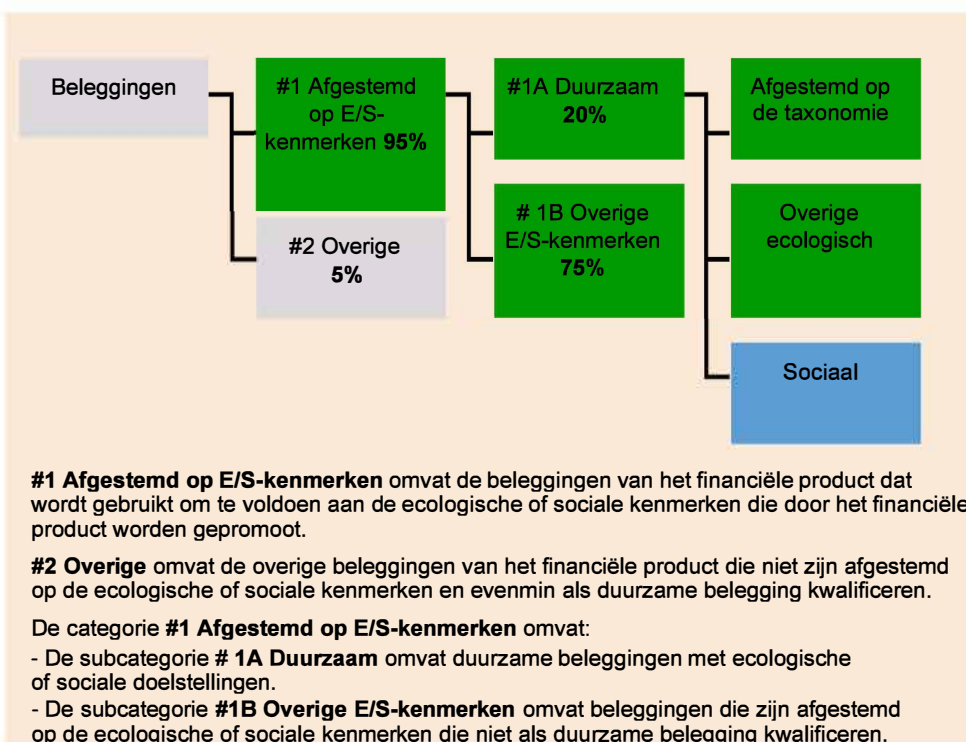 Beleggingen
#1 Afgestemd
op E/S-
kenmerken 95%
#2 Overige
5%
#1A Duurzaam
20%
# 1B Overige
E/S-kenmerken
75%
Afgestemd op
de taxonomie
Overige
ecologisch
Sociaal
#1 Afgestemd op E/S-kenmerken omvat de beleggingen van het financiële product dat
wordt gebruikt om te voldoen aan de ecologische of sociale kenmerken die door het financiële
product worden gepromoot.
#2 Overige omvat de overige beleggingen van het financiële product die niet zijn afgestemd
op de ecologische of sociale kenmerken en evenmin als duurzame belegging kwalificeren.
De categorie #1 Afgestemd op E/S-kenmerken omvat:
- De subcategorie # 1A Duurzaam omvat duurzame beleggingen met ecologische
of sociale doelstellingen.
- De subcategorie #1B Overige E/S-kenmerken omvat beleggingen die zijn afgestemd
op de ecologische of sociale kenmerken die niet als duurzame belegging kwalificeren.